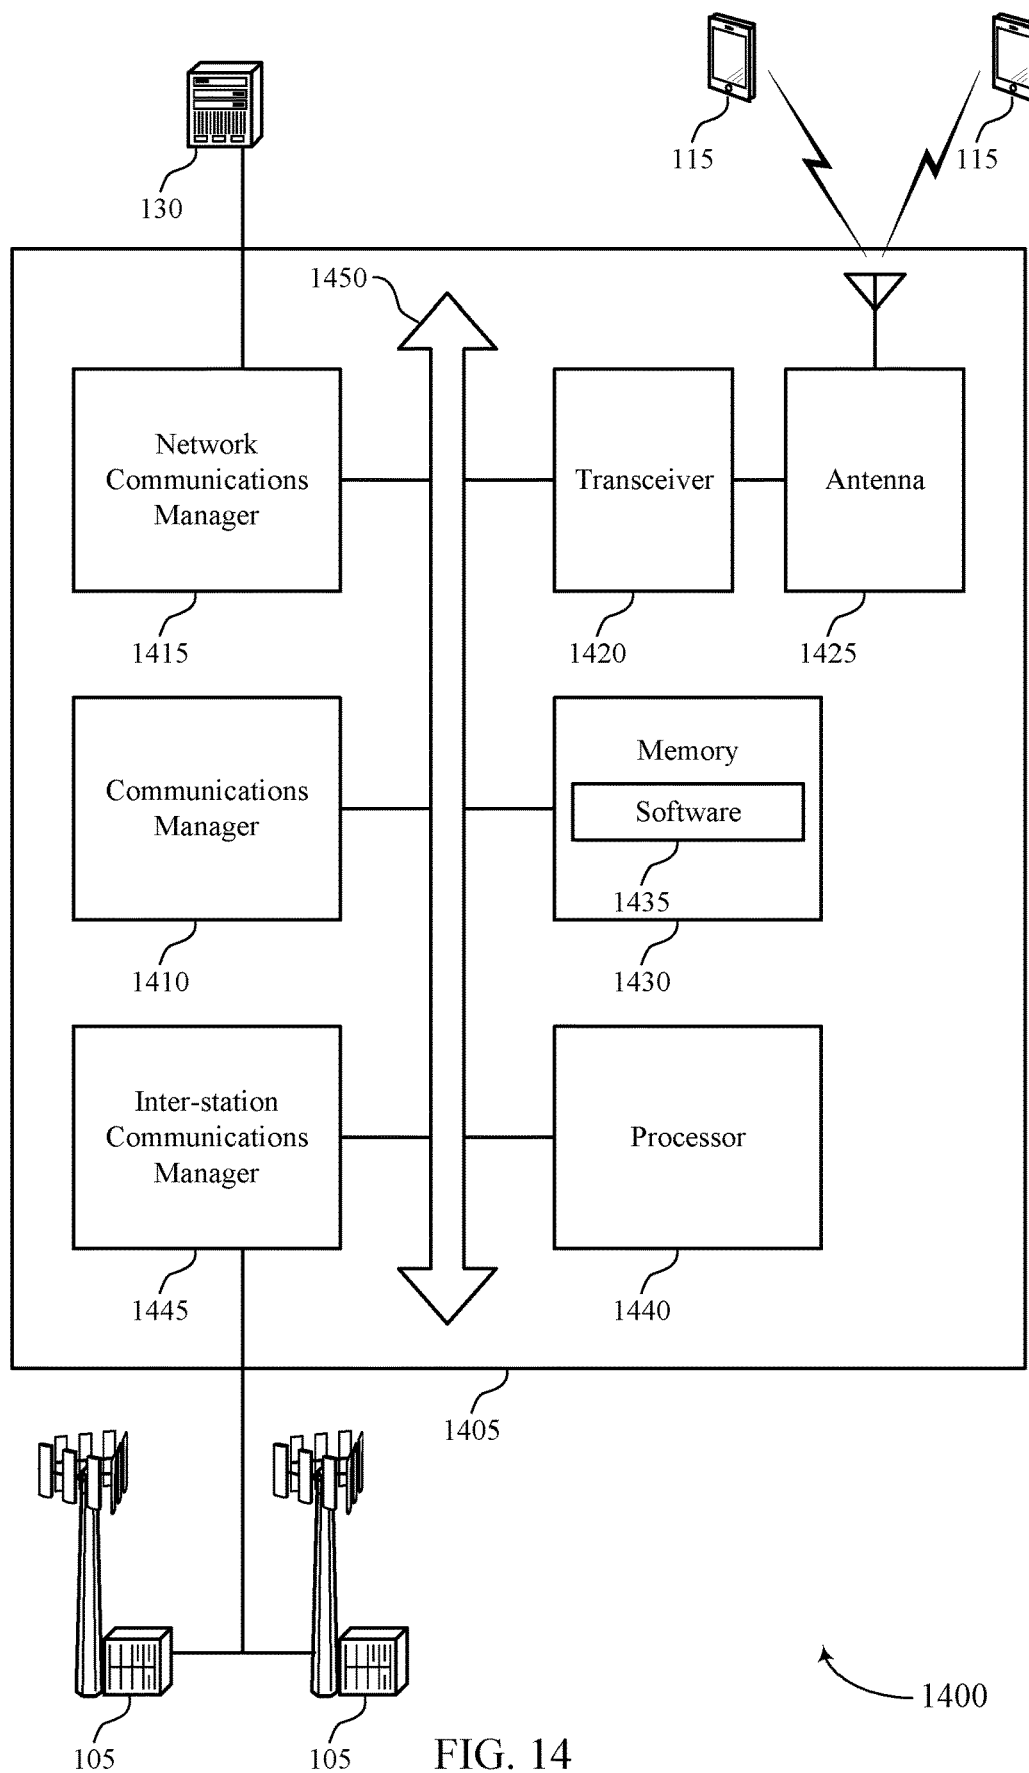 115
115
130
1450
Network
Communications
Manager
Transceiver
Antenna
1415
1420
1425
Communications
Manager
Memory
Software
1435
1410
1430
Inter-station
Communications
Manager
Processor
1445
1440
1405
1400
105
105
FIG. 14